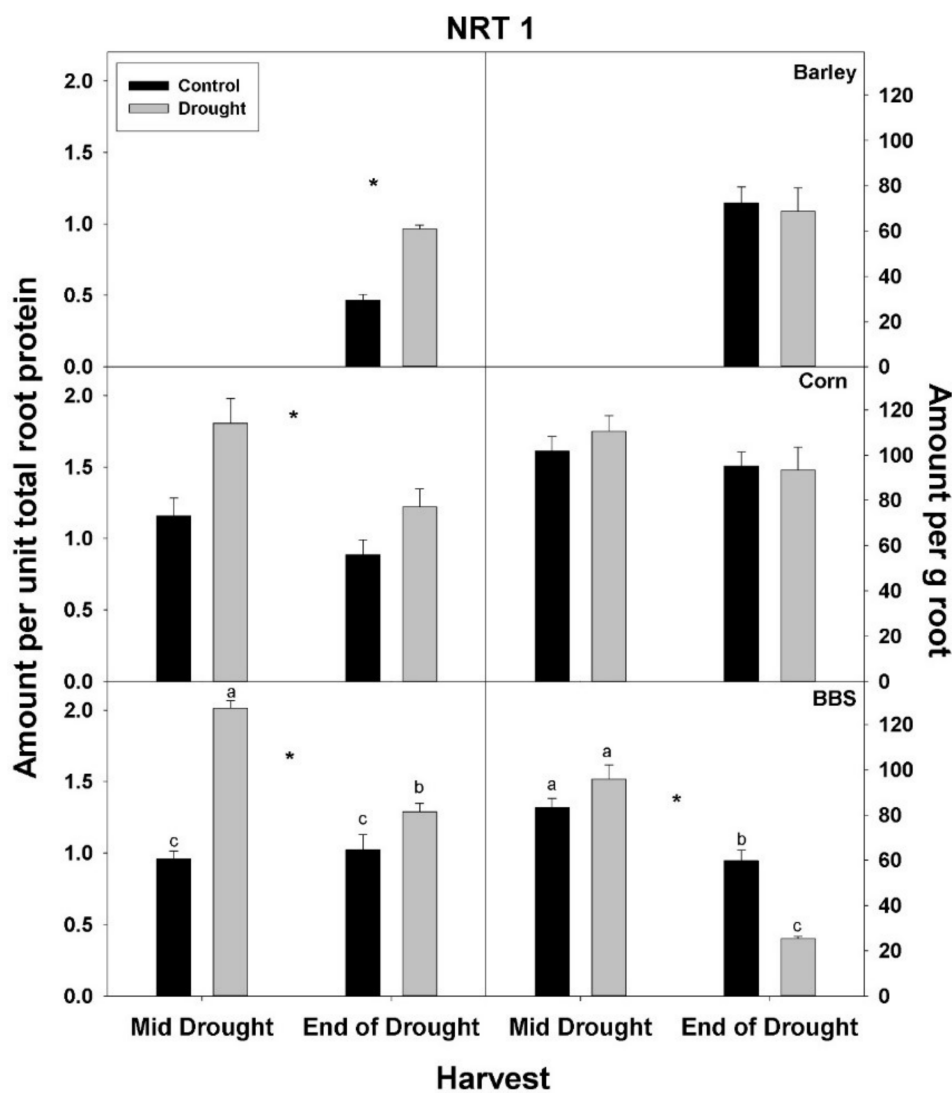 NRT 1
Control
Drought
Barley
2.0
1.5
1.0
0.5
0.0
*
120
100
80
60
40
20
0
Corn
2.0
1.5
1.0
0.5
0.0
*
120
100
80
60
40
20
0
BBS
2.0
1.5
1.0
0.5
0.0
a
*
c
c
b
a
a
*
b
c
120
100
80
60
40
20
0
Amount per unit total root protein
Amount per g root
Mid Drought End of Drought Mid Drought End of Drought
Harvest